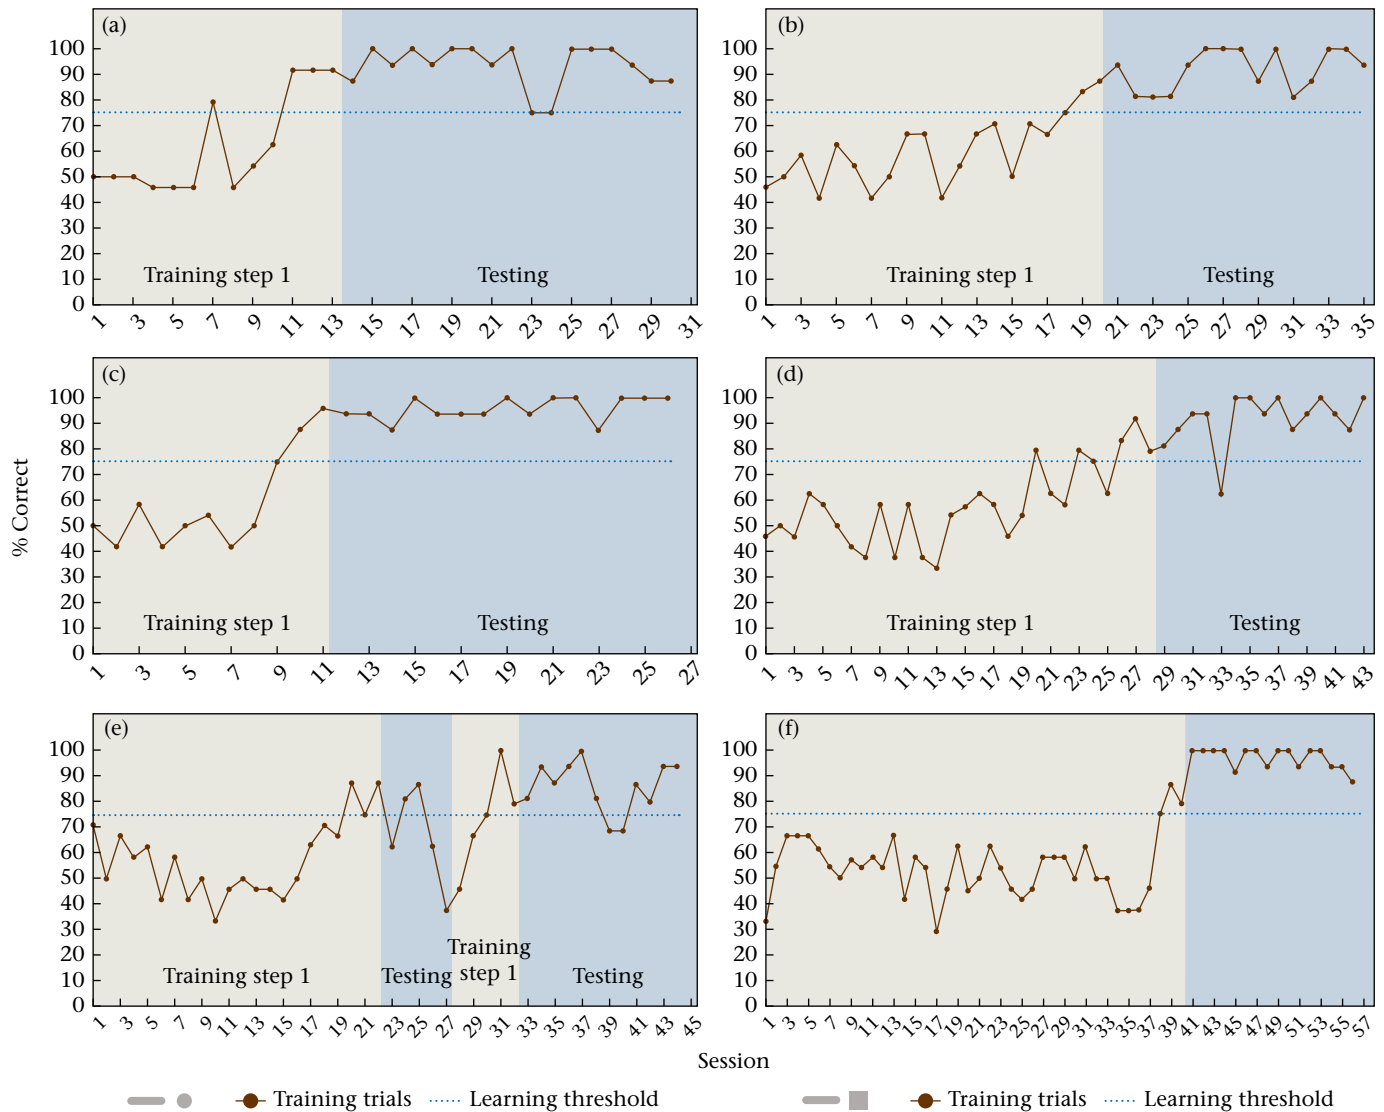 (a)
100
90
80
70
60
50
40
30
20
10
0
Training step 1 Testing
1 3 5 7 9 11 13 15 17 19 21 23 25 27 29 31
(b)
100
90
80
70
60
50
40
30
20
10
0
Training step 1 Testing
1 3 5 7 9 11 13 15 17 19 21 23 25 27 29 31 33 35
(c)
100
90
80
70
60
50
40
30
20
10
0
Training step 1 Testing
1 3 5 7 9 11 13 15 17 19 21 23 25 27
(d)
100
90
80
70
60
50
40
30
20
10
0
Training step 1 Testing
1 3 5 7 9 11 13 15 17 19 21 23 25 27 29 31 33 35 37 39 41 43
% Correct
(e)
100
90
80
70
60
50
40
30
20
10
0
Training step 1 Testing
Training
step 1
Testing
1 3 5 7 9 11 13 15 17 19 21 23 25 27 29 31 33 35 37 39 41 43 45
(f)
100
90
80
70
60
50
40
30
20
10
0
1 3 5 7 9 11 13 15 17 19 21 23 25 27 29 31 33 35 37 39 41 43 45 47 49 51 53 55 57
Session
Training trials Learning threshold
Training trials Learning threshold